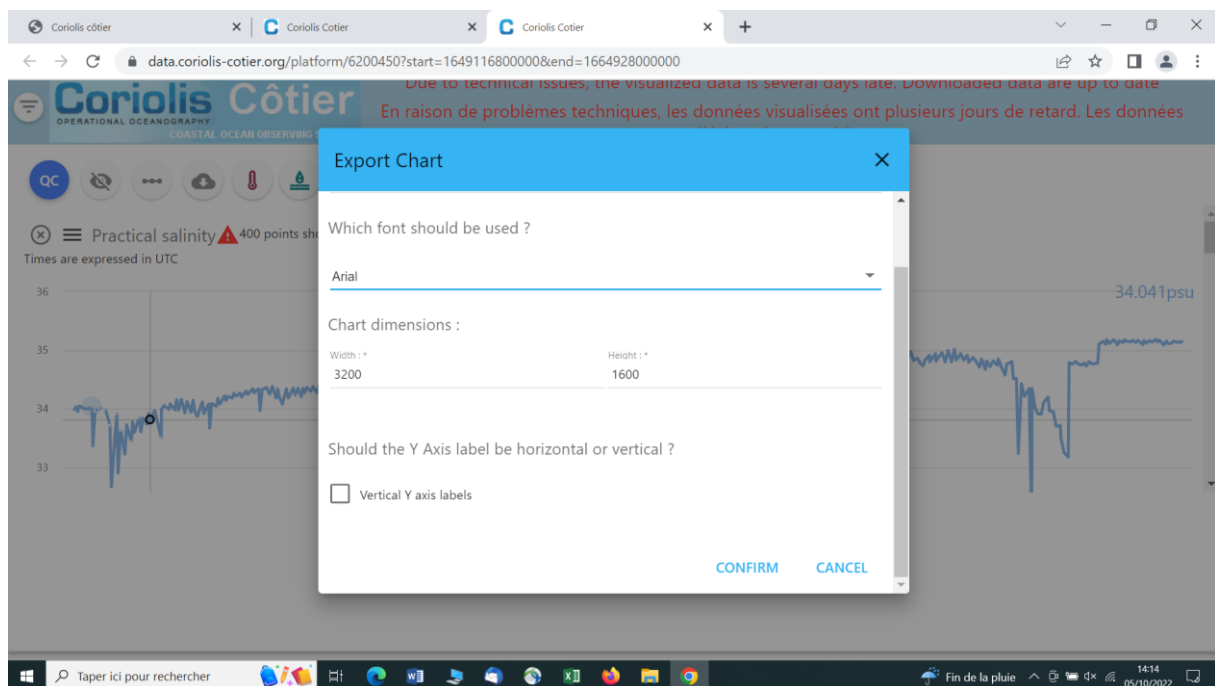 Coriolis côtier
Coriolis Cotier
Coriolis Cotier
data.coriolis-cotier.org/platform/6200450?start=1649116800000&end=1664928000000
Due to technical issues, the visualized data is several days late. Downloaded data are up to date
Coriolis Côtier
En raison de problèmes techniques, les données visualisées ont plusieurs jours de retard. Les données
OPERATIONAL OCEANOGRAPHY
COASTAL OCEAN OBSERVING
Export Chart
QC
Which font should be used ?
Practical salinity 400 points sh
Times are expressed in UTC
Arial
36
34.041psu
Chart dimensions :
35
Width : *
Height : *
3200
1600
34
Should the Y Axis label be horizontal or vertical ?
33
Vertical Y axis labels
CONFIRM
CANCEL
Taper ici pour rechercher
Fin de la pluie
14:14
05/10/2022